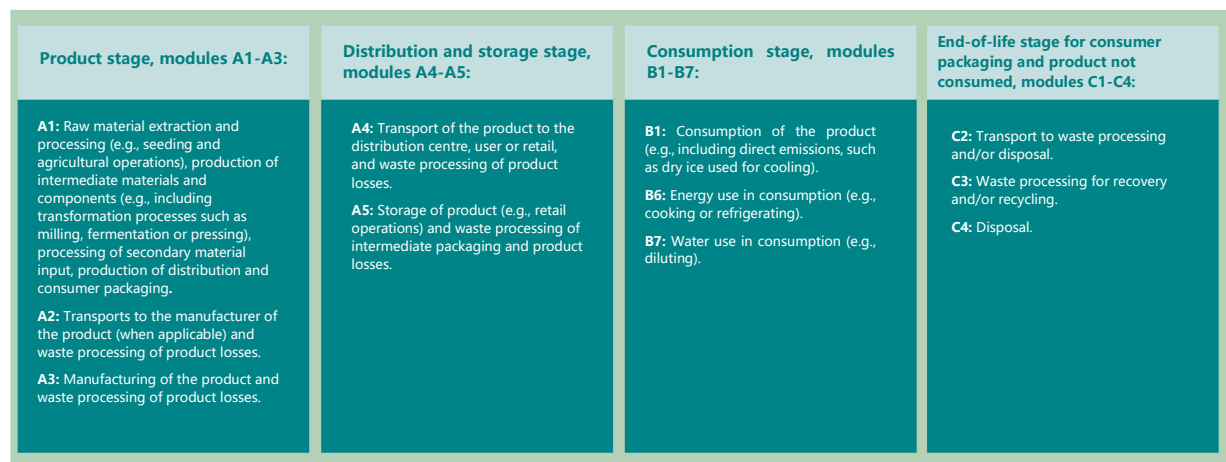 Product stage, modules A1-A3:
A1: Raw material extraction and
processing (e.g., seeding and
agricultural operations), production of
intermediate materials and
components (e.g., including
transformation processes such as
milling, fermentation or pressing),
processing of secondary material
input, production of distribution and
consumer packaging.
A2: Transports to the manufacturer of
the product (when applicable) and
waste processing of product losses.
A3: Manufacturing of the product and
waste processing of product losses.
Distribution and storage stage,
modules A4-A5:
A4: Transport of the product to the
distribution centre, user or retail,
and waste processing of product
losses.
A5: Storage of product (e.g., retail
operations) and waste processing of
intermediate packaging and product
losses.
Consumption stage, modules
B1-B7:
B1: Consumption of the product
(e.g., including direct emissions, such
as dry ice used for cooling).
B6: Energy use in consumption (e.g.,
cooking or refrigerating).
B7: Water use in consumption (e.g.,
diluting).
End-of-life stage for consumer
packaging and product not
consumed, modules C1-C4:
C2: Transport to waste processing
and/or disposal.
C3: Waste processing for recovery
and/or recycling.
C4: Disposal.